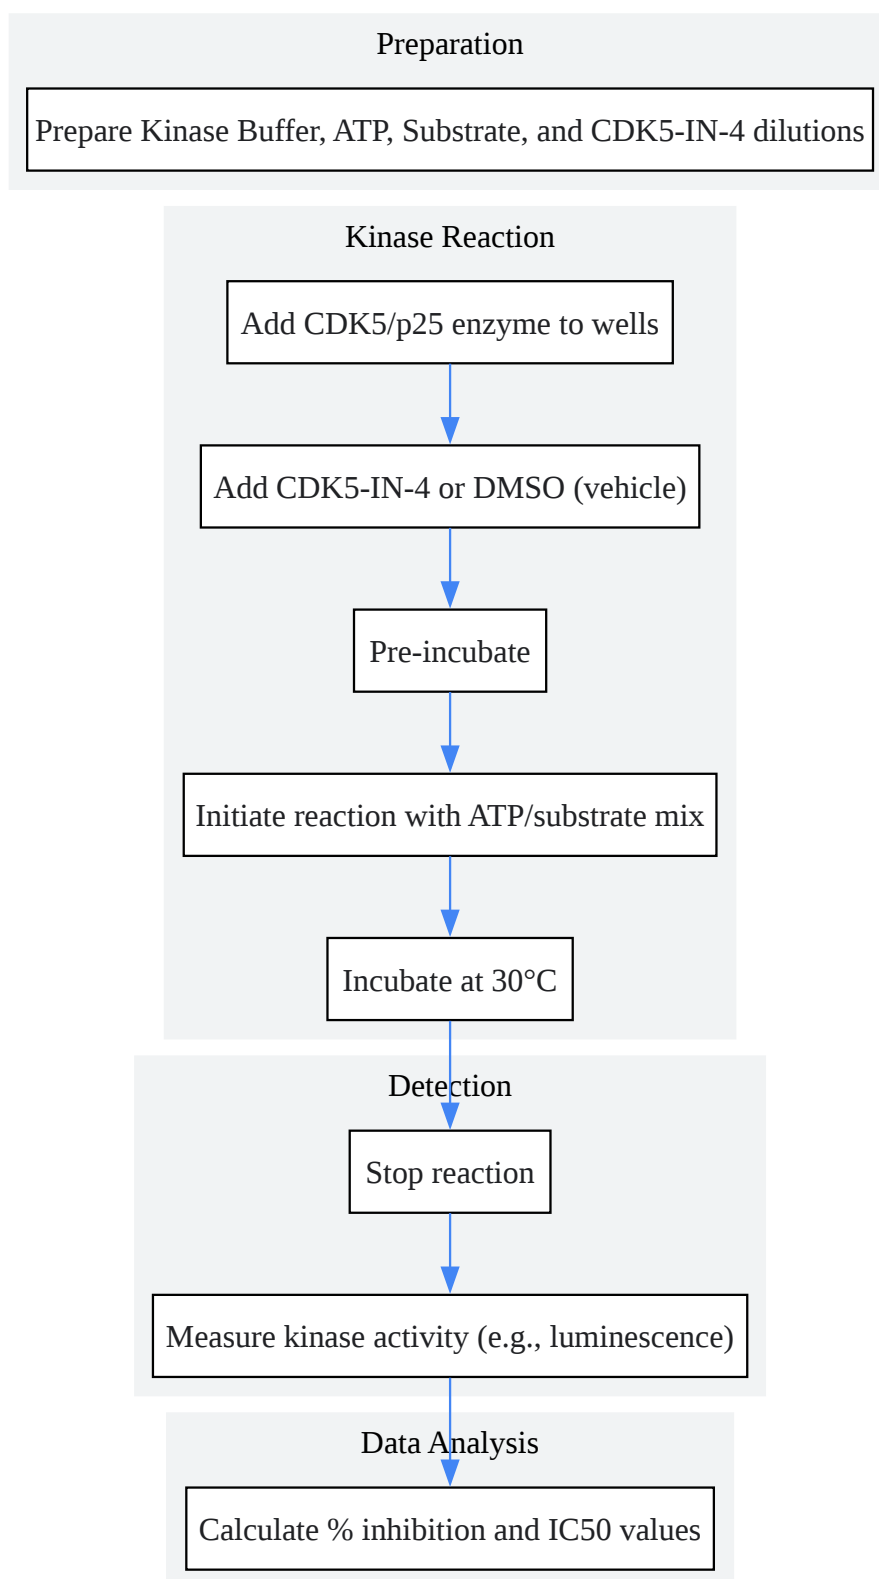 Preparation
Prepare Kinase Buffer, ATP, Substrate, and CDK5-IN-4 dilutions
Kinase Reaction
Add CDK5/p25 enzyme to wells
Add CDK5-IN-4 or DMSO (vehicle)
Pre-incubate
Initiate reaction with ATP/substrate mix
Incubate at 30°C
Detection
Stop reaction
Measure kinase activity (e.g., luminescence)
Data Analysis
Calculate % inhibition and IC50 values